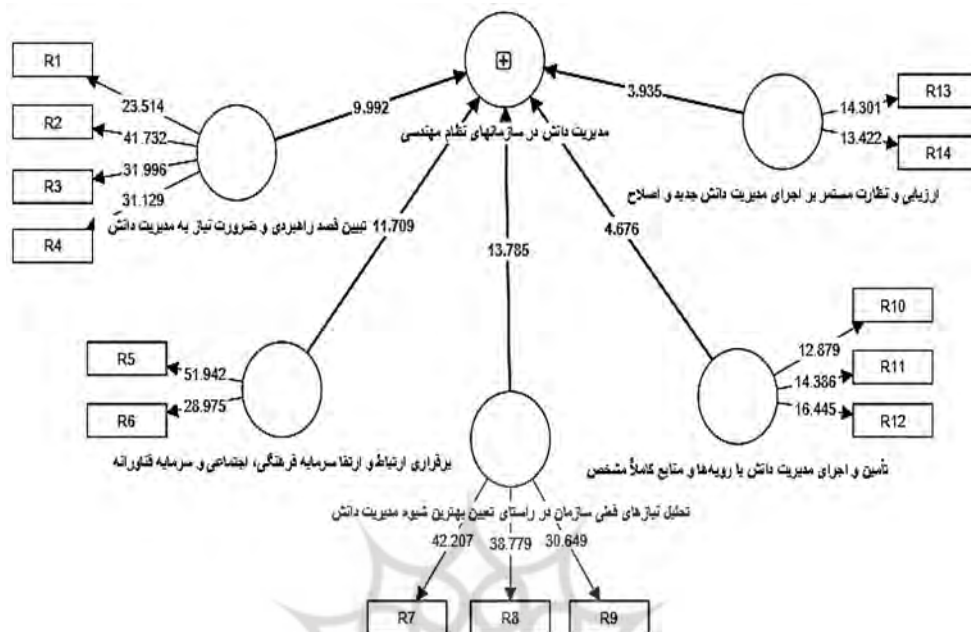 R1
R2
R3
R4
23.514
41.732
31.996
31.129
9.992
مدیریت دانش در سازمانهای نظام مهندسی
3.935
R13
R14
14.301
13.422
ارزیابی و نظارت مستمر بر اجرای مدیریت دانش جدید و اصلاح
تبیین قصد راهبردی و ضرورت نیاز به مدیریت دانش
11.709
13.785
4.676
R5
R6
51.942
28.975
R10
R11
R12
12.879
14.386
16.445
برقراری ارتباط و ارتقا سرمایه فرهنگی، اجتماعی و سرمایه فناورانه
تأمین و اجرای مدیریت دانش با رویه‌ها و منابع کاملاً مشخص
تحلیل نیازهای فعلی سازمان در راستای تعیین بهترین شیوه مدیریت دانش
42.207
38.779
30.649
R7
R8
R9